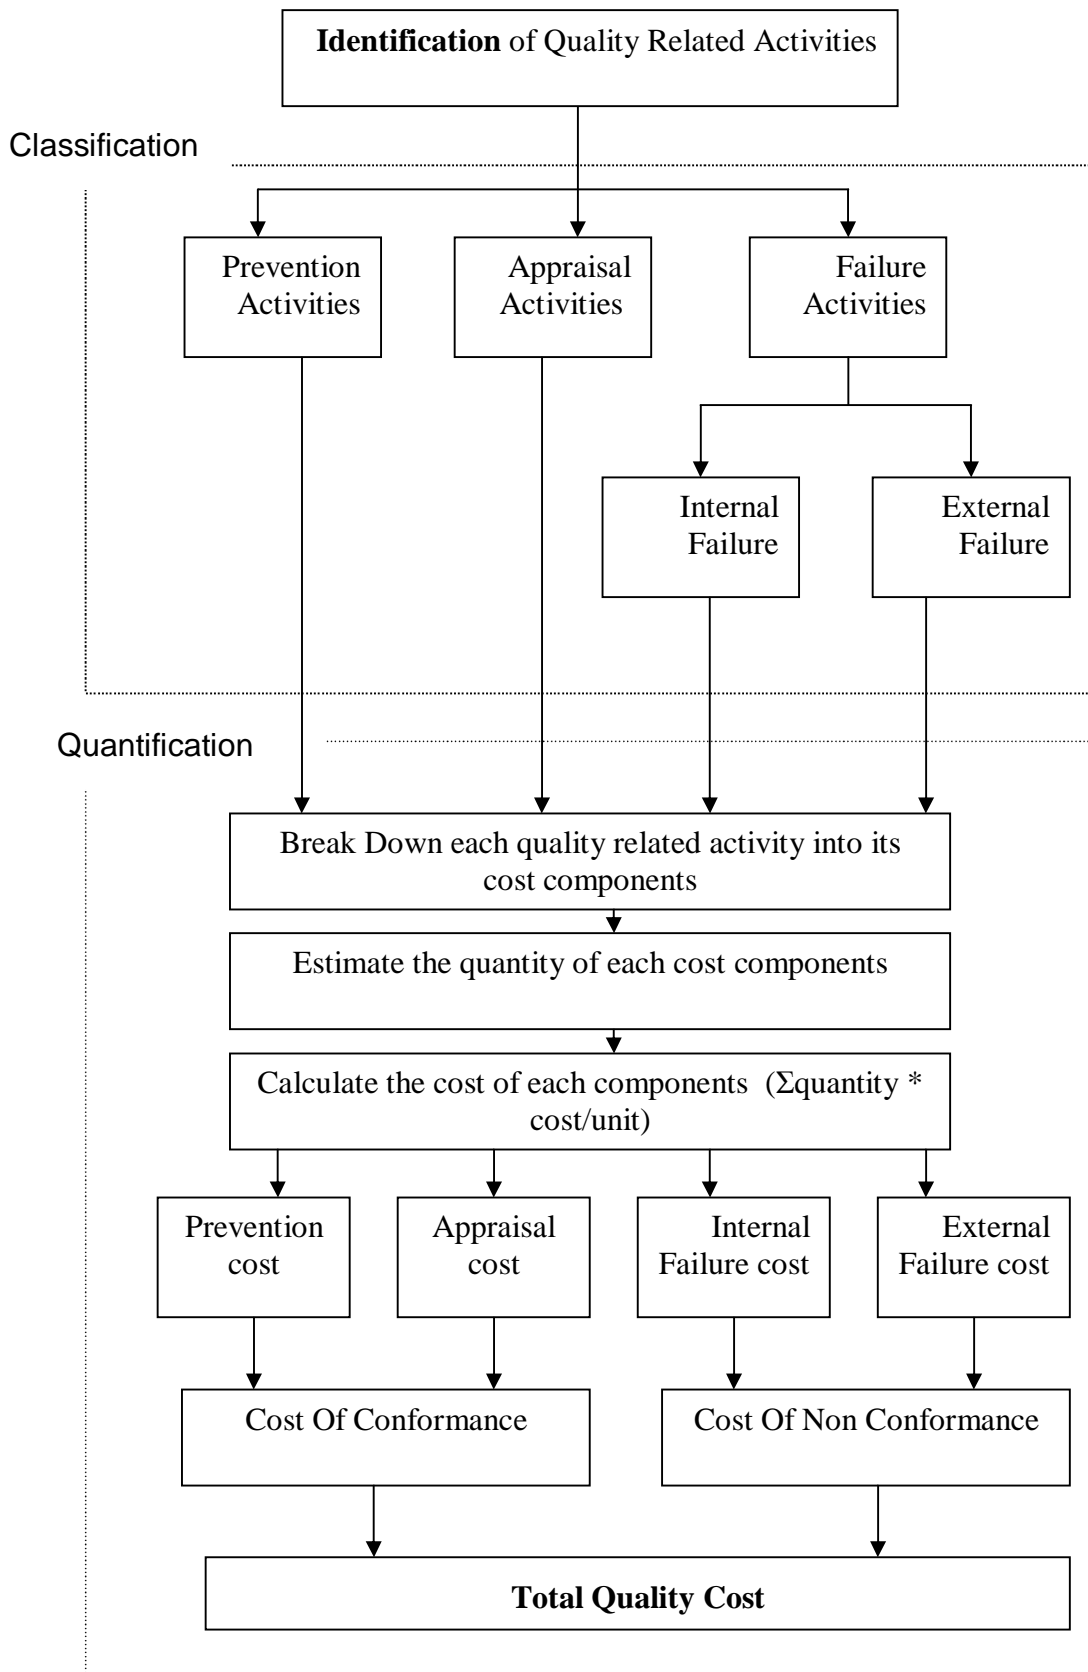 Identification of Quality Related Activities
Classification
Prevention
Activities
Appraisal
Activities
Failure
Activities
Internal
Failure
External
Failure
Quantification
Break Down each quality related activity into its
cost components
Estimate the quantity of each cost components
Calculate the cost of each components (Σquantity *
cost/unit)
Prevention
cost
Appraisal
cost
Internal
Failure cost
External
Failure cost
Cost Of Conformance
Cost Of Non Conformance
Total Quality Cost